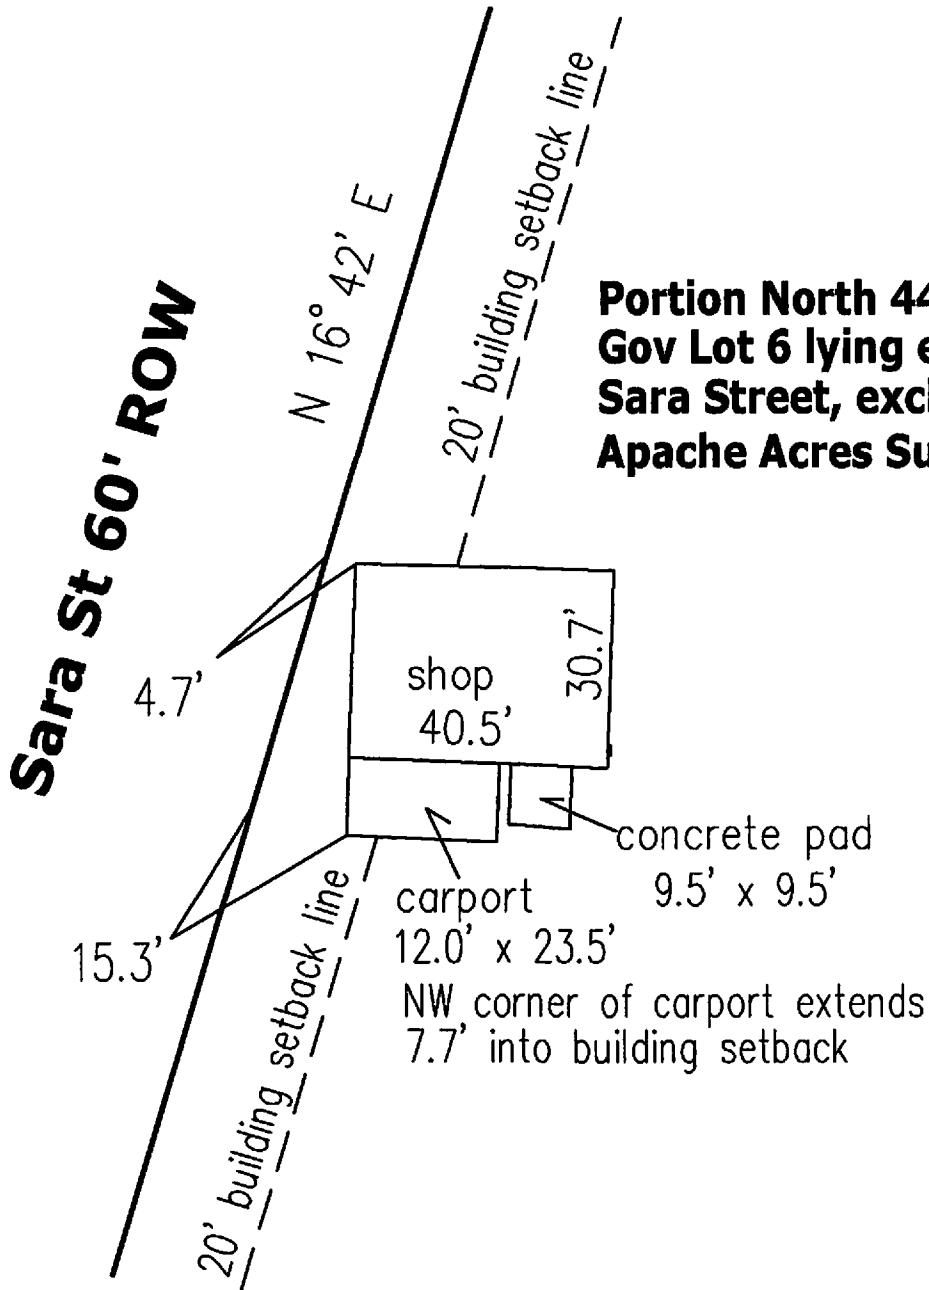 20' building setback line
N 16° 42' E
Sara St 60' ROW
Portion North 44
Gov Lot 6 lying
Sara Street,
Apache Acres
4.7'
shop
40.5'
30.7'
concrete pad
9.5' x 9.5'
carport
12.0' x 23.5'
15.3'
NW corner of carport extends
7.7' into building setback
20' building setback line